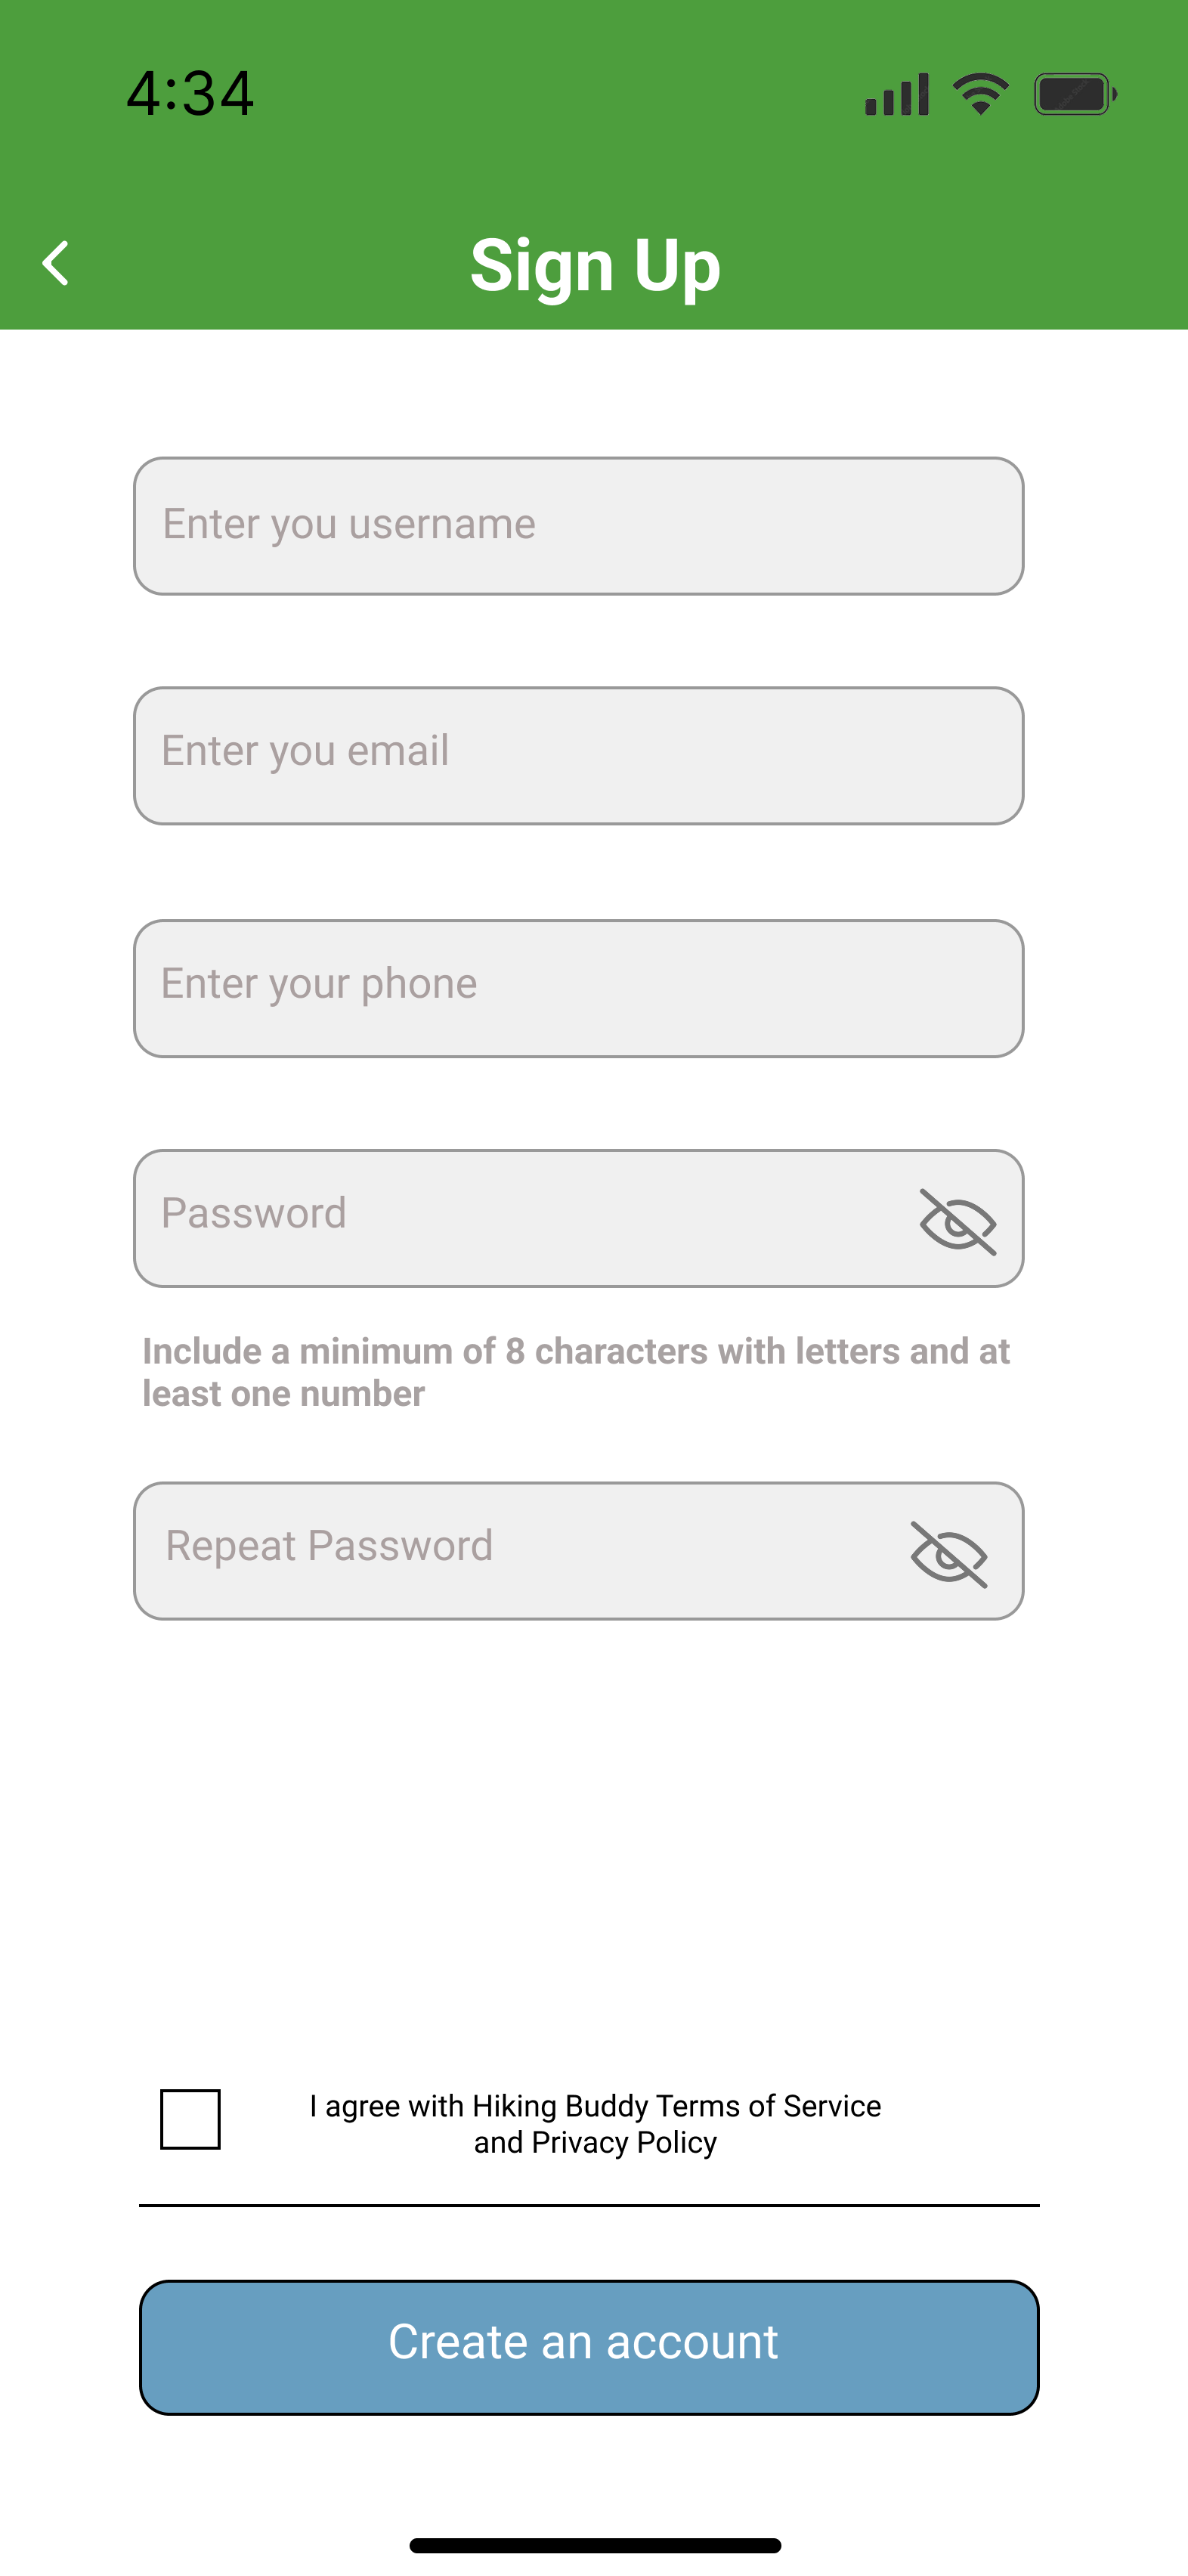 4:34
Sign Up
Enter you username
Enter you email
Enter your phone
Password
Include a minimum of 8 characters with letters and at
least one number
Repeat Password
I agree with Hiking Buddy Terms of Service
and Privacy Policy
Create an account